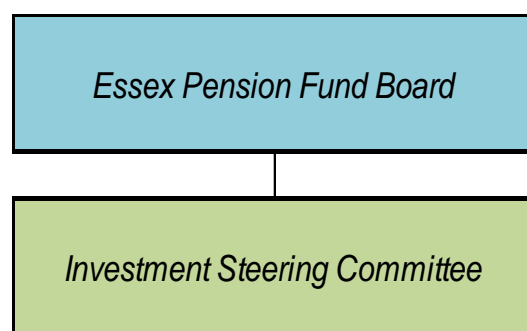 Essex Pension Fund Board
Investment Steering Committee